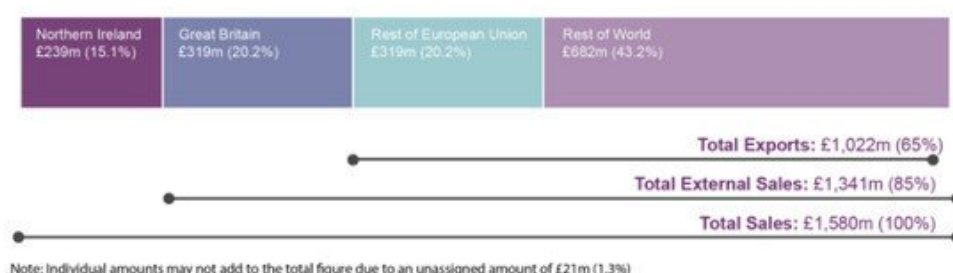 Northern Ireland
£239m (15.1%)
Great Britain
£319m (20.2%)
Rest of European Union
£319m (20.2%)
Rest of World
£682m (43.2%)
Total Exports: £1,022m (65%)
Total External Sales: £1,341m (85%)
Total Sales: £1,580m (100%)
Note: Individual amounts may not add to the total figure due to an unassigned amount of £21m (1.3%)